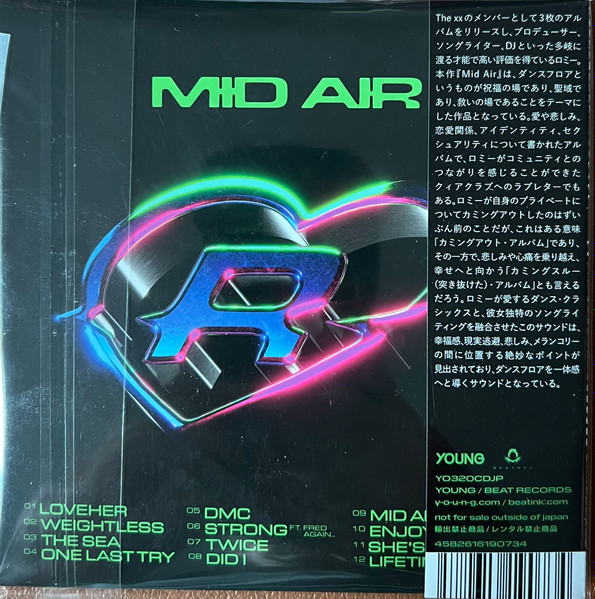 MID AIR
R
01 LOVEHER
02 WEIGHTLESS
03 THE SEA
04 ONE LAST TRY
05 DMC
06 STRONG FT. FRED AGAIN..
07 TWICE
08 DID I
09 MID A
10 ENJOY
11 SHE'S
12 LIFETI
The xxのメンバーとして3枚のアル
バムをリリースし、プロデューサー、
ソングライター、DJといった多岐に
渡る才能で高い評価を得ているロミー。
本作『Mid Air』は、ダンスフロア
というものが祝福の場であり、聖域で
あり、救いの場であることをテーマに
した作品となっている。愛や悲しみ、
恋愛関係、アイデンティティ、セク
シュアリティについて書かれたアルバ
ムで、ロミーがコミュニティとの
つながりを感じることができた
クィアクラブへのラブレターでも
ある。ロミーが自身のプライベートに
ついてカミングアウトしたのはずい
ぶん前のことだが、これはある意味
「カミングアウト・アルバム」であり、
その一方で、悲しみや心痛を乗り越え、
幸せへと向かう「カミングスルー
(突き抜けた)・アルバム」とも言える
だろう。ロミーが愛するダンス・クラ
シックスと、彼女独特のソングライ
ティングを融合させたこのサウンドは、
幸福感、現実逃避、悲しみ、メランコリー
の間に位置する絶妙なポイントが
見出されており、ダンスフロアを一体感
へと導くサウンドとなっている。
YOUNG
BEATINK
YO320CDJP
YOUNG / BEAT RECORDS
y-o-u-n-g.com / beatink.com
not for sale outside of japan
輸出禁止商品/レンタル禁止商品
4582616190734